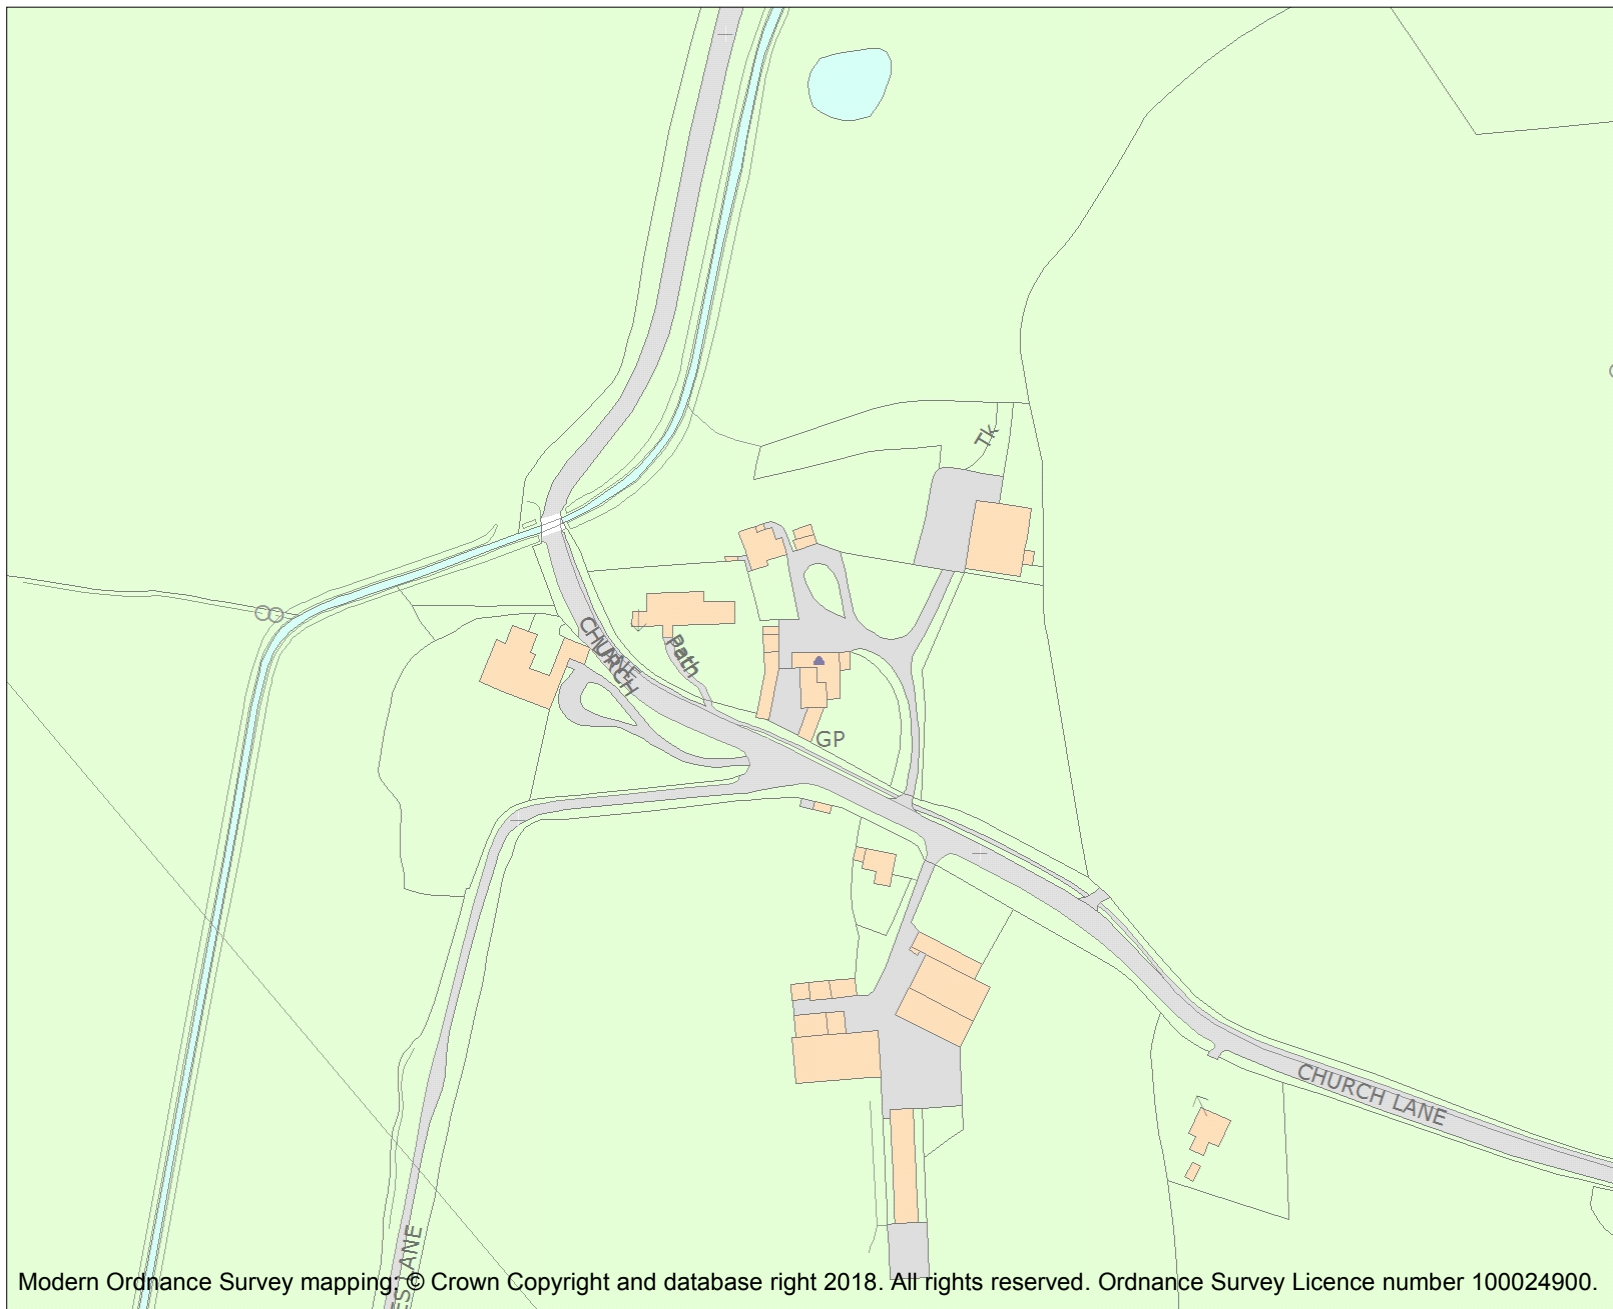 Tk
CHURCH
LANE
Path
GP
CHURCH LANE
LANE
Modern Ordnance Survey mapping: © Crown Copyright and database right 2018. All rights reserved. Ordnance Survey Licence number 100024900.